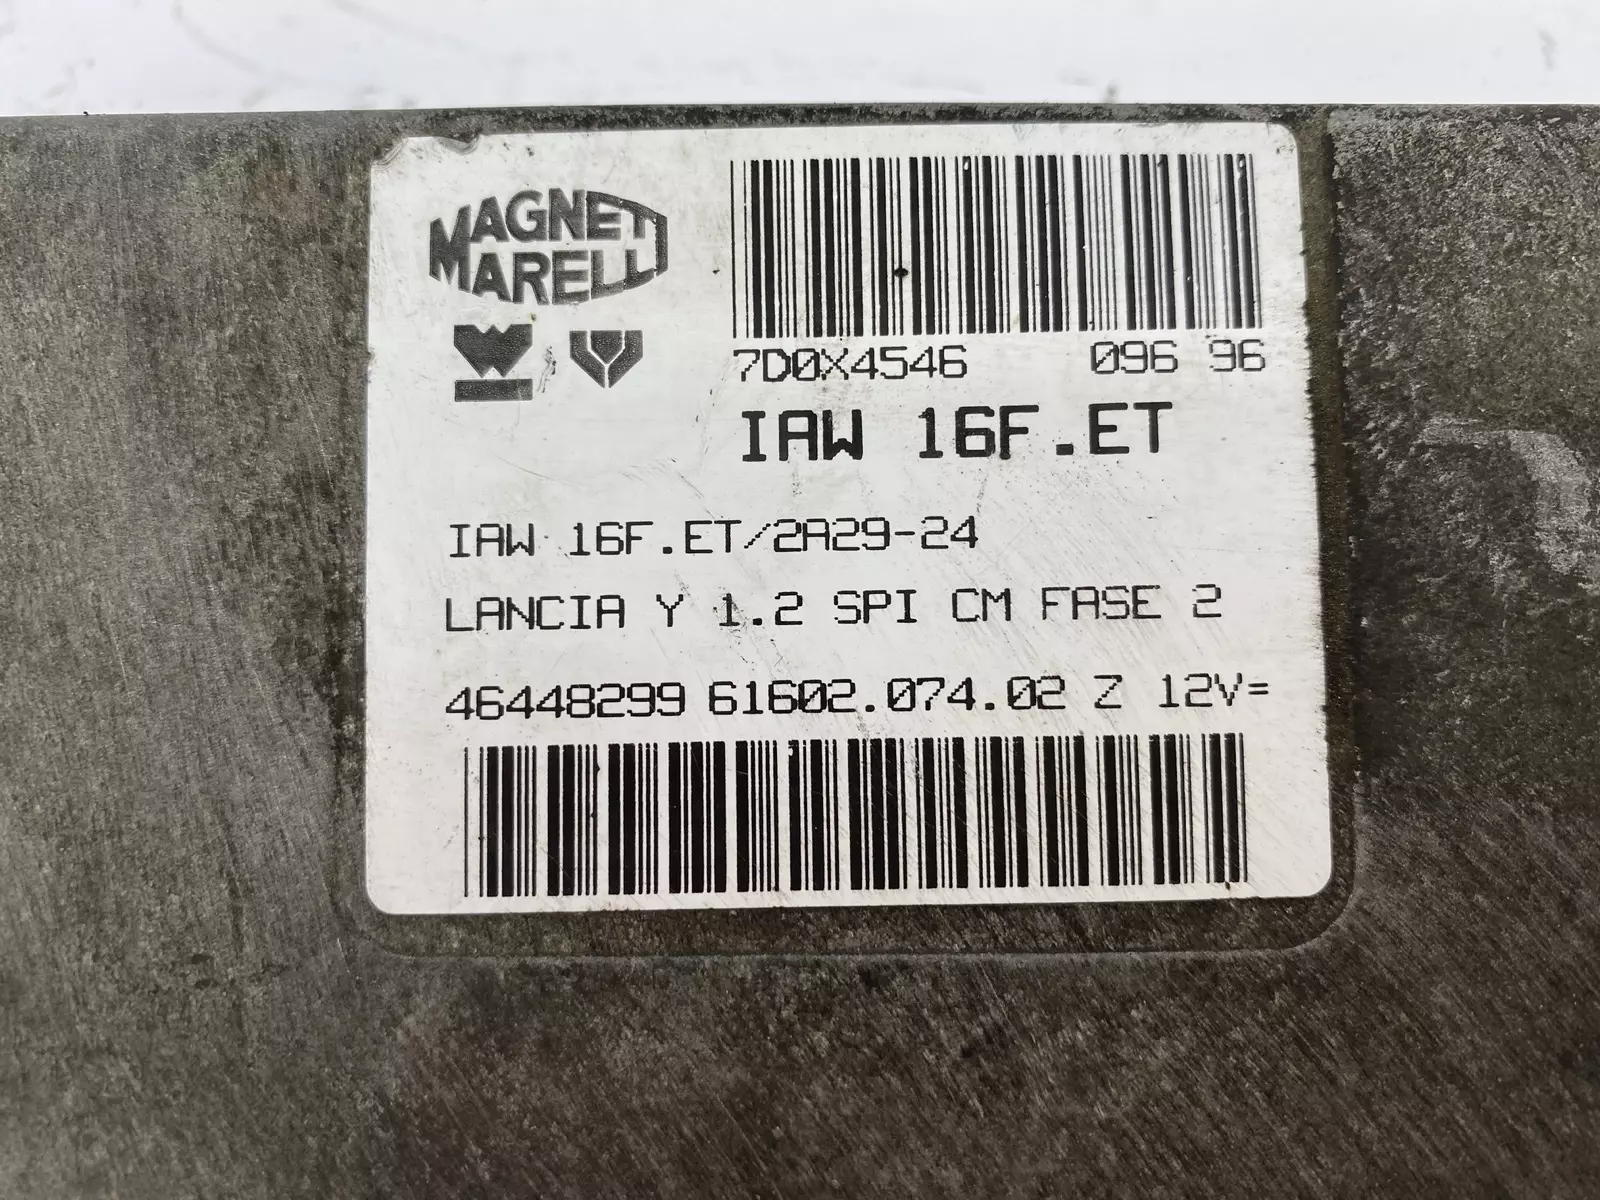 MAGNETI
MARELLI
7D0X4546 096 96
IAW 16F.ET
IAW 16F.ET/2A29-24
LANCIA Y 1.2 SPI CM FASE 2
46448299 61602.074.02 Z 12V=